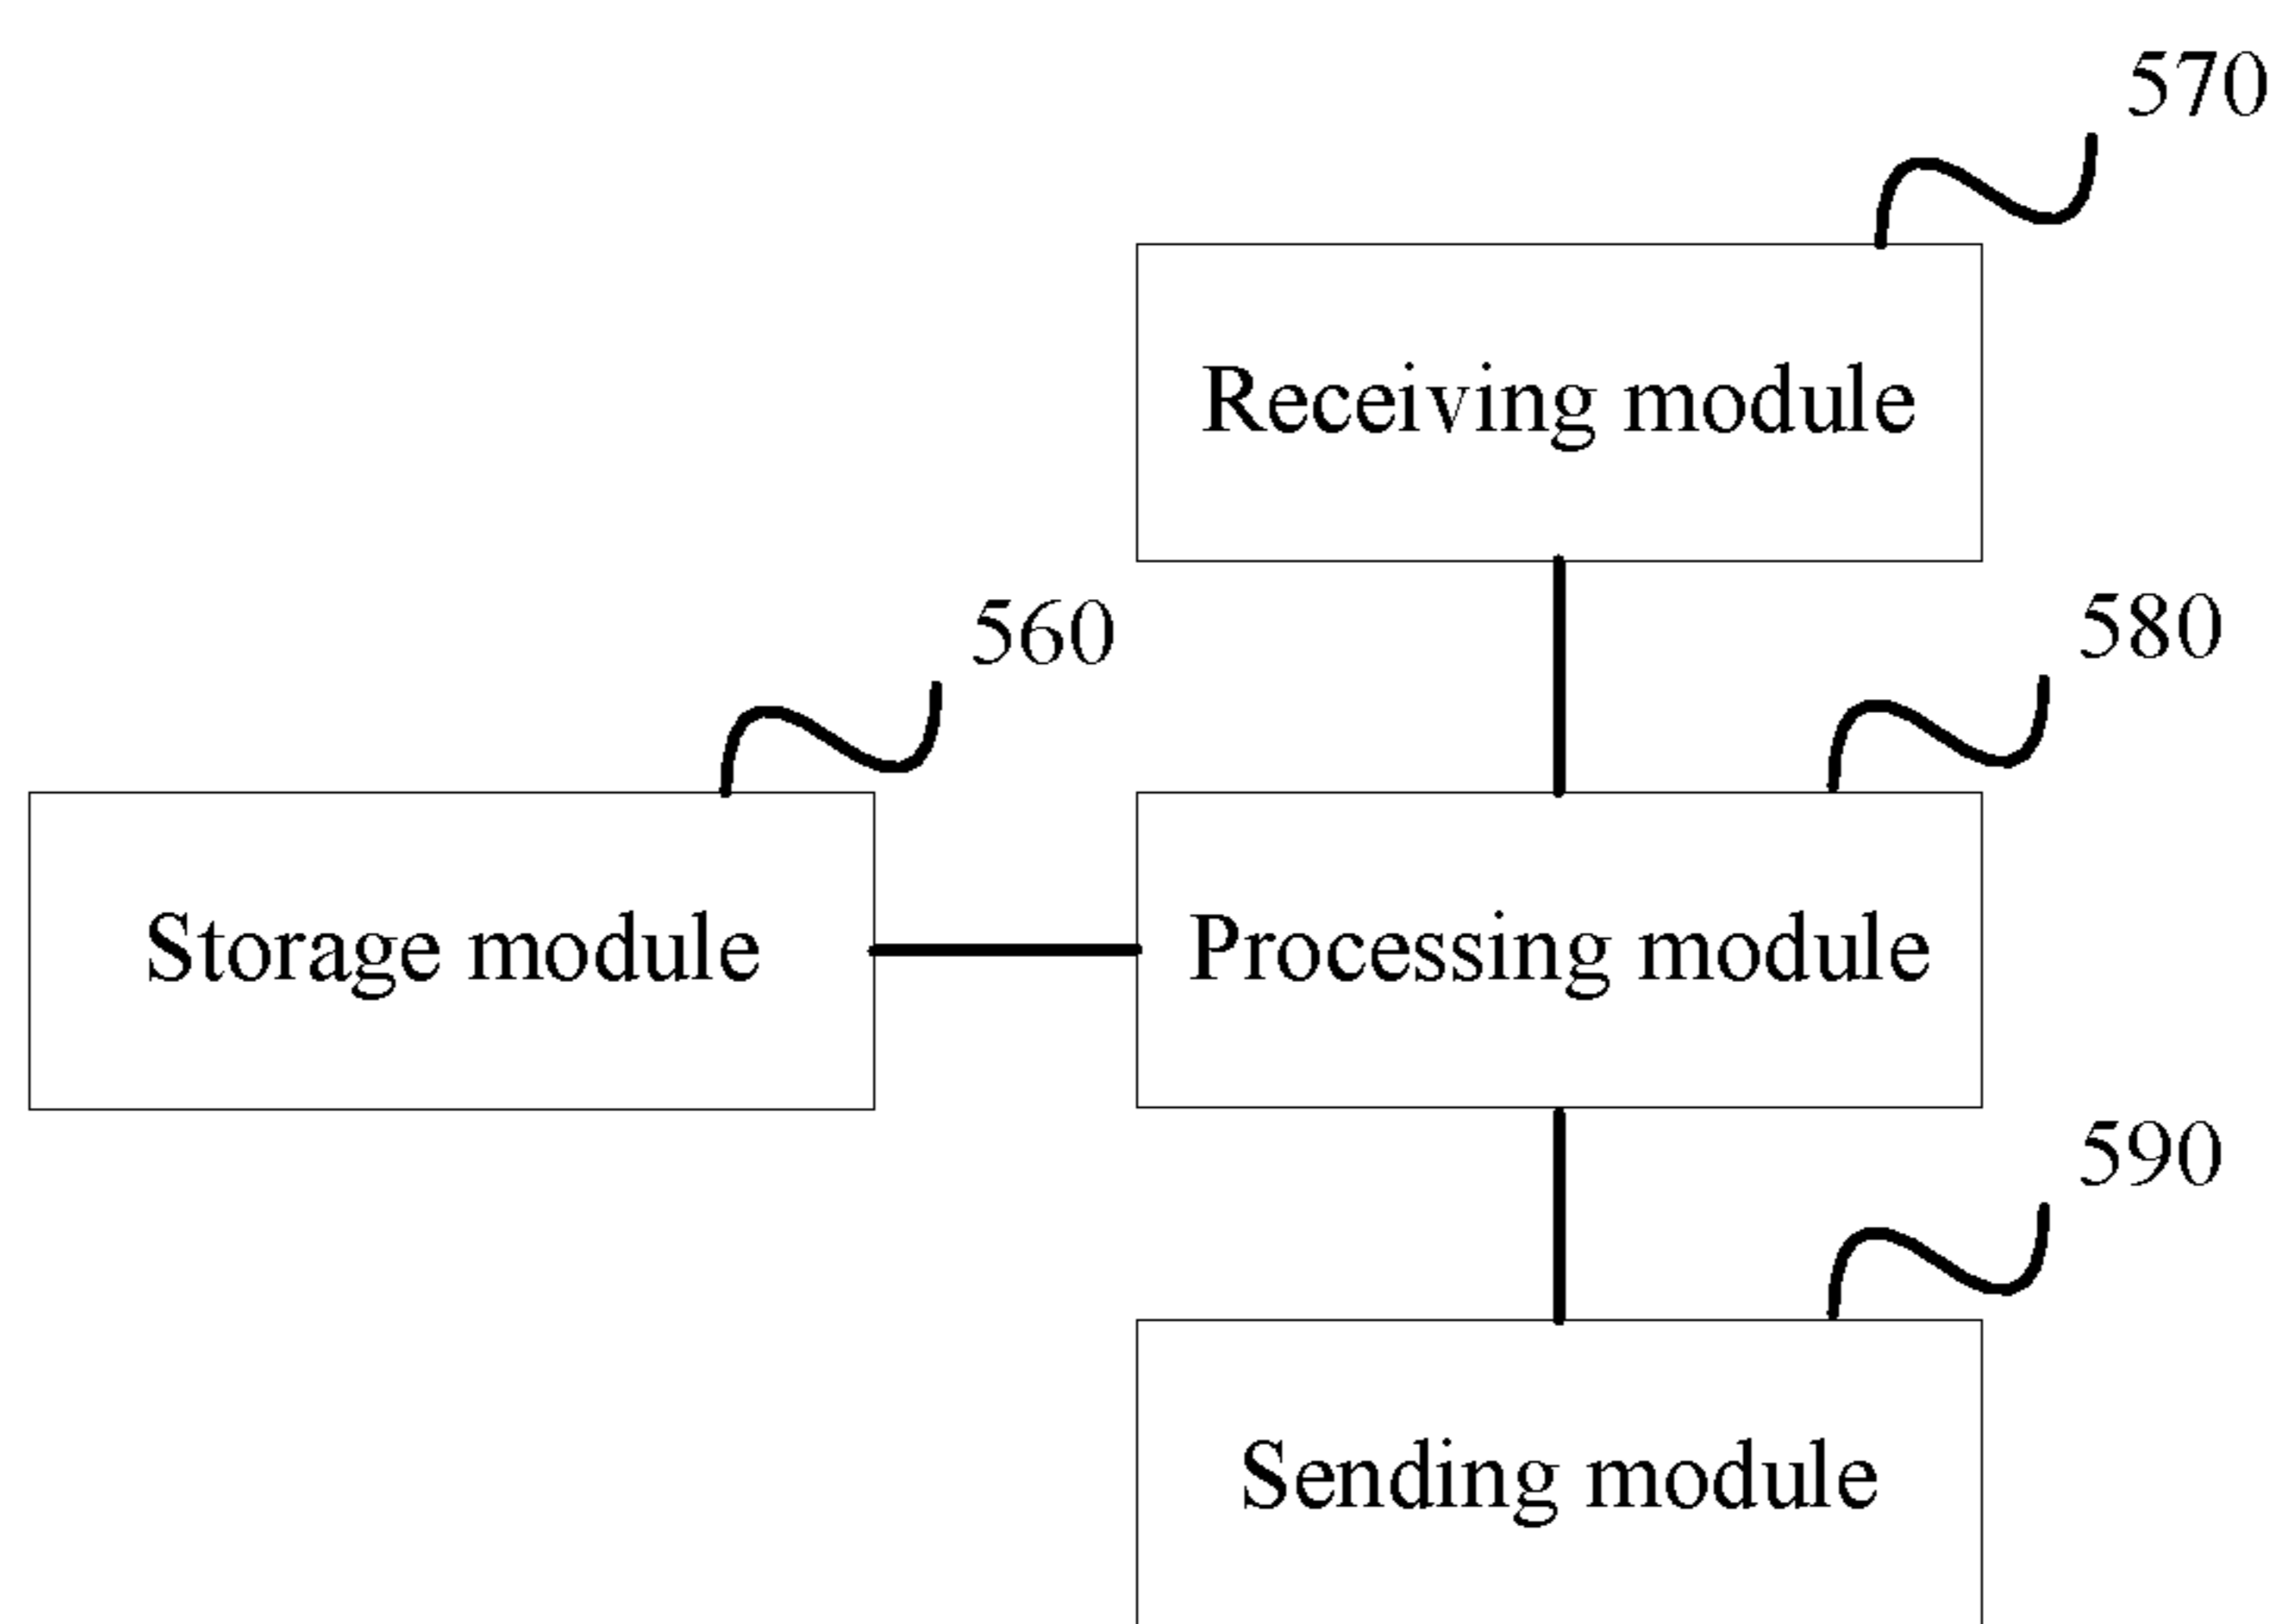 570
Receiving module
560
580
Storage module
Processing module
590
Sending module